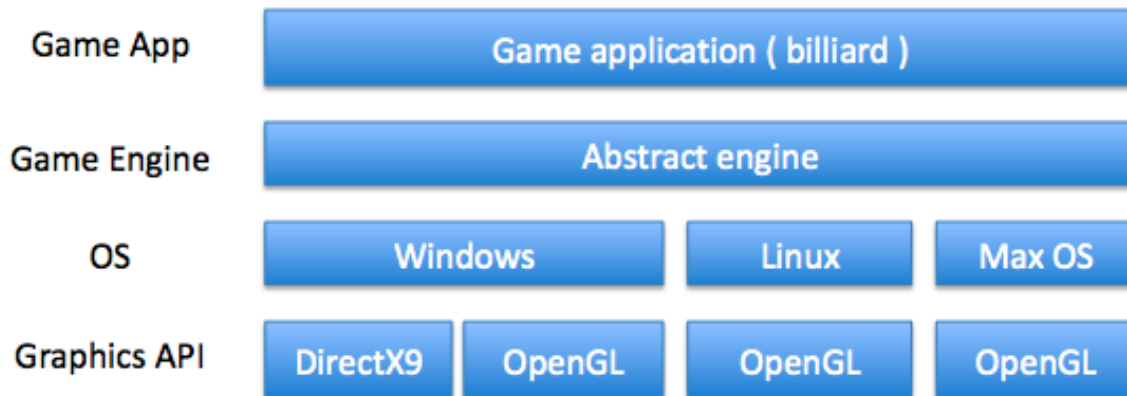 Game App
Game application ( billiard )
Game Engine
Abstract engine
OS
Windows
Linux
Max OS
Graphics API
DirectX9
OpenGL
OpenGL
OpenGL